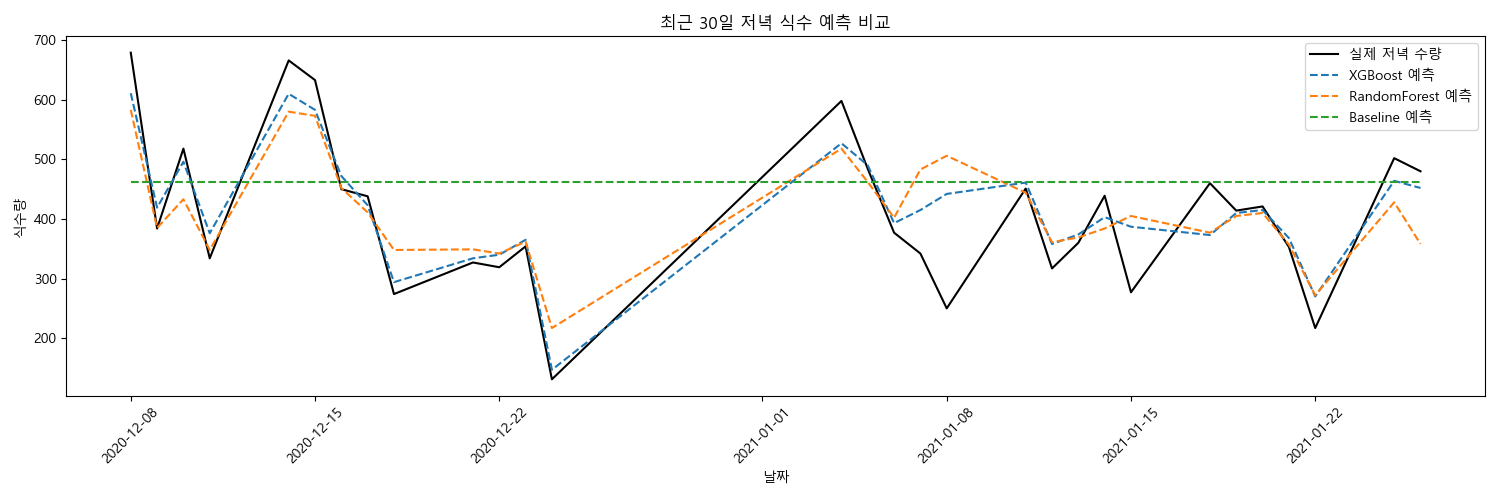 최근 30일 저녁 식수 예측 비교
700
600
500
400
300
200
식수량
실제 저녁 수량
XGBoost 예측
RandomForest 예측
Baseline 예측
2020-12-08
2020-12-15
2020-12-22
2021-01-01
2021-01-08
2021-01-15
2021-01-22
날짜